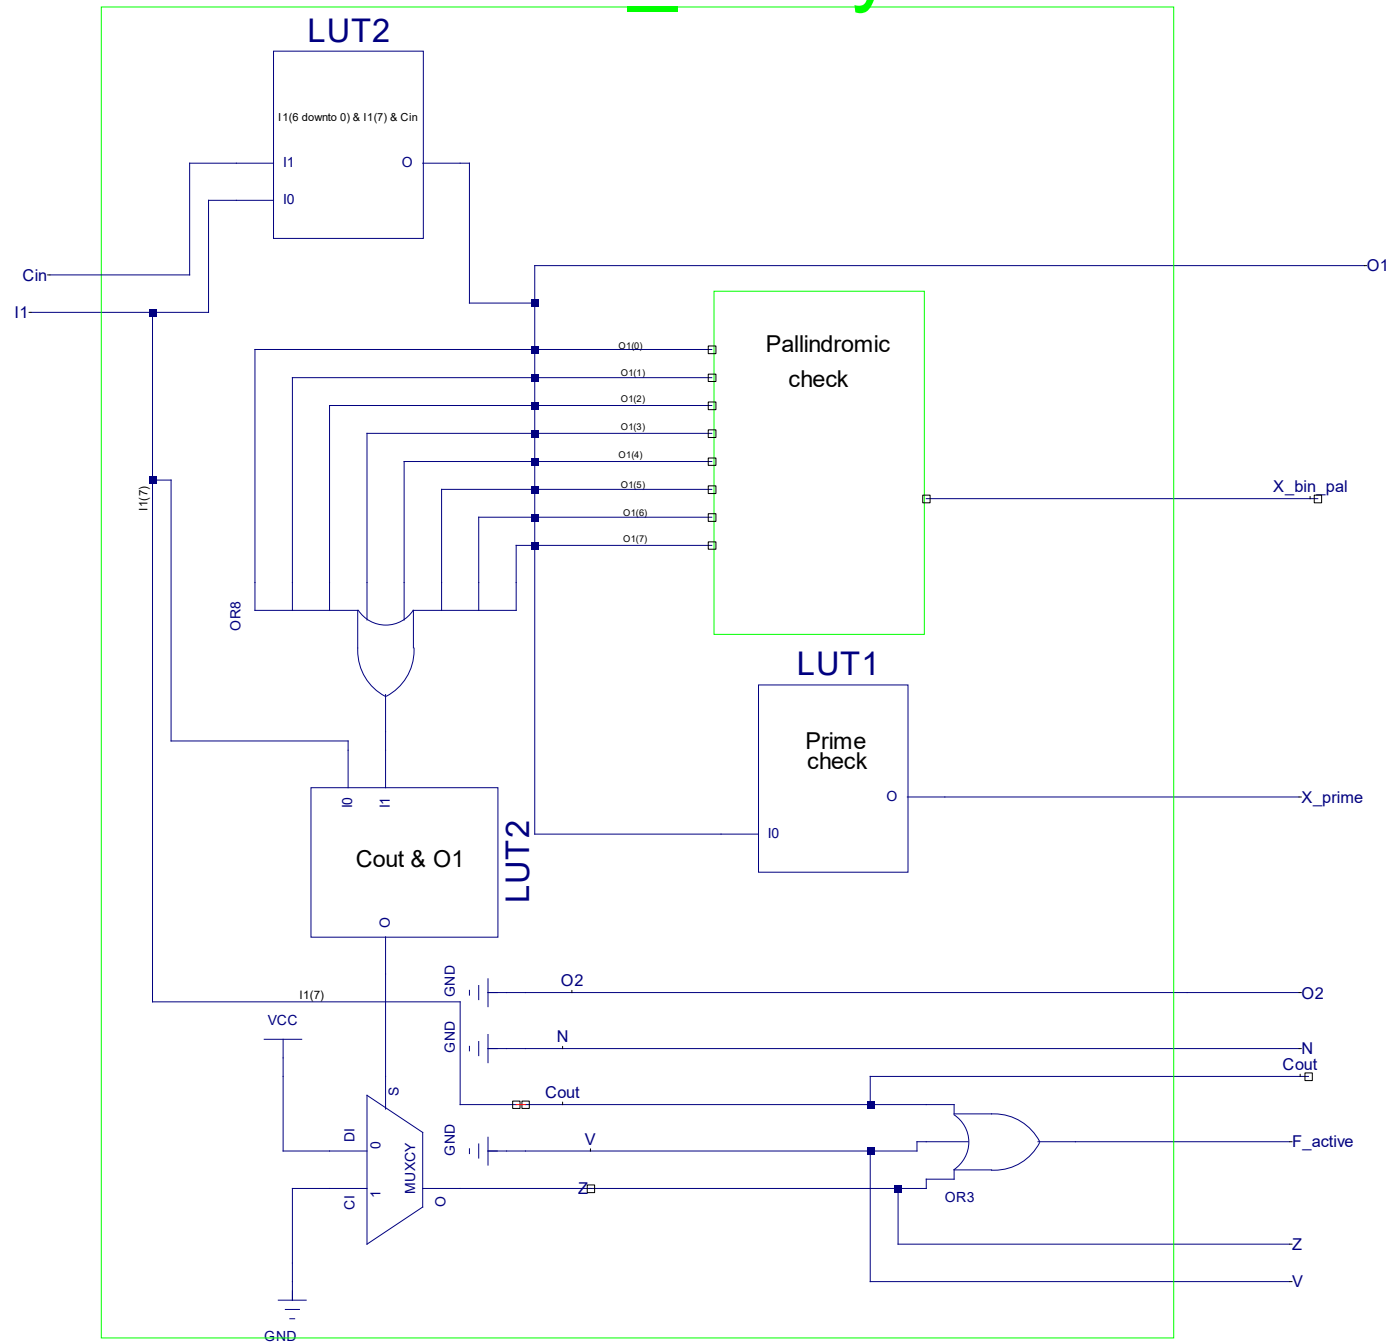 LUT2
I1(6 downto 0) & I1(7) & Cin
I1
O
I0
Cin
I1
O1
Pallindromic
check
O1(0)
O1(1)
O1(2)
O1(3)
O1(4)
O1(5)
O1(6)
O1(7)
X_bin_pal
I1(7)
OR8
LUT1
Prime
check
O
X_prime
I0
I0
I1
Cout & O1
LUT2
O
GND
O2
O2
I1(7)
VCC
GND
N
N
Cout
Cout
S
DI
0
MUXCY
GND
V
F_active
CI
1
O
Z
OR3
Z
V
GND